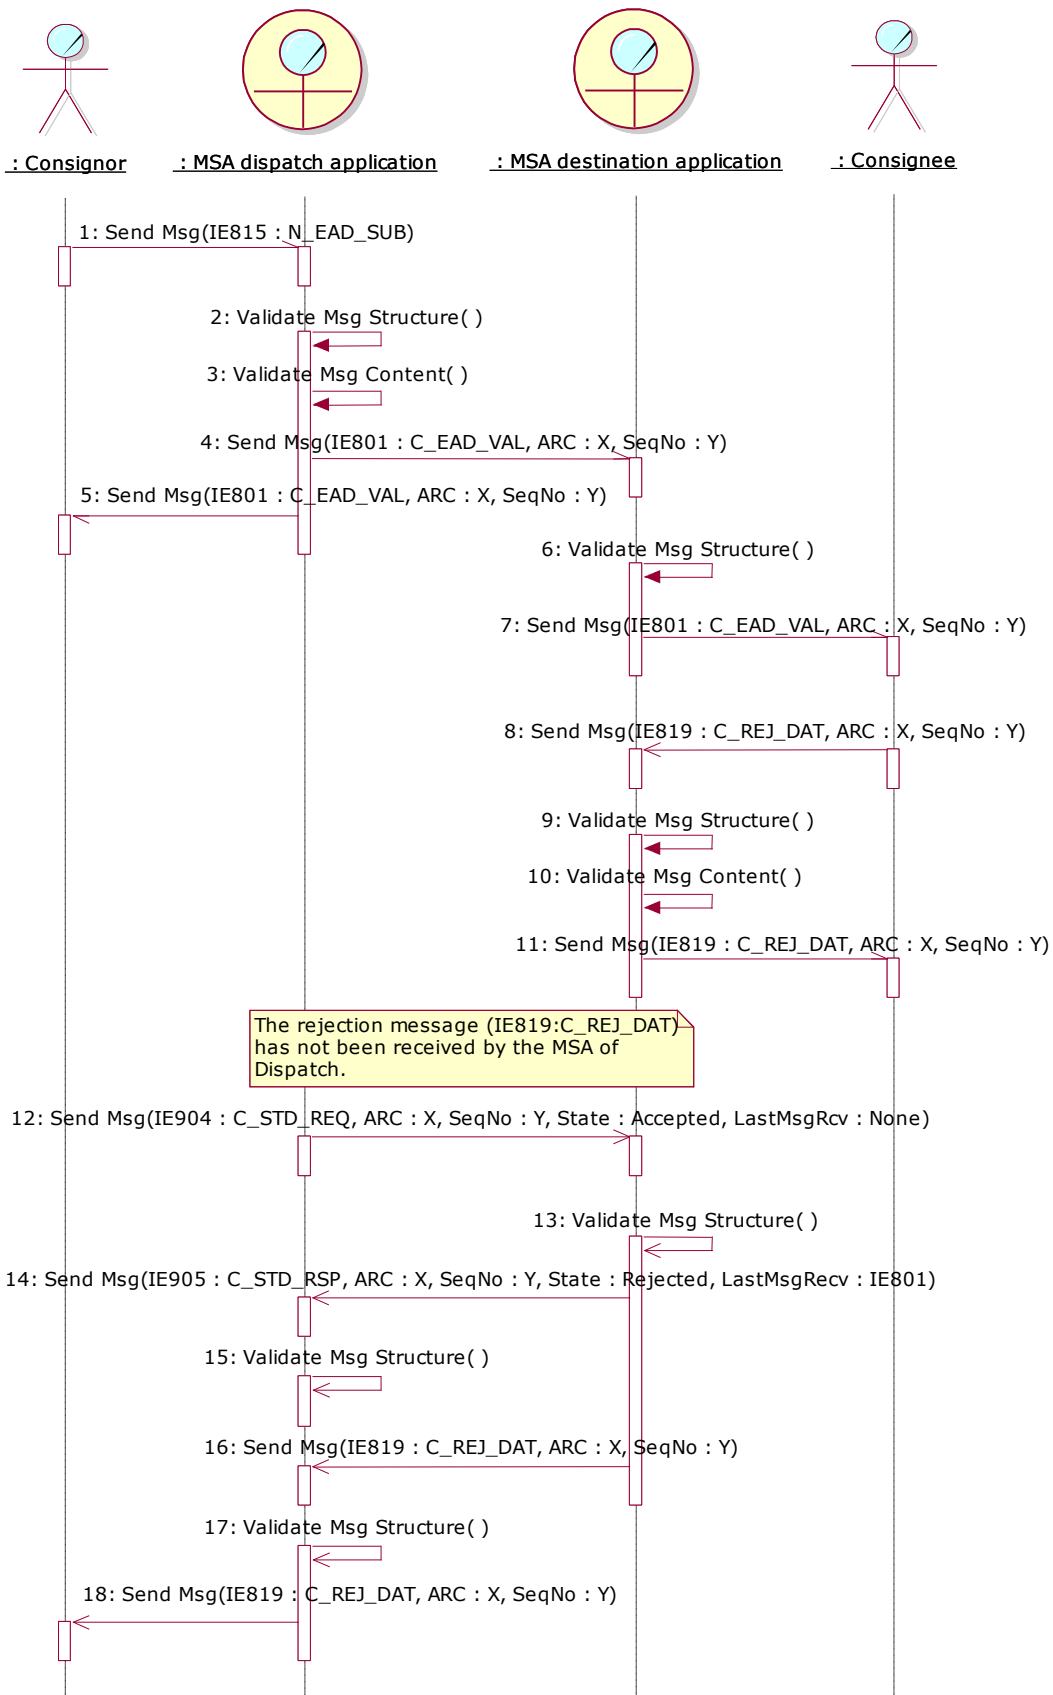 : Consignor
: MSA dispatch application
: MSA destination application
: Consignee
1: Send Msg(IE815 : N_EAD_SUB)
2: Validate Msg Structure( )
3: Validate Msg Content( )
4: Send Msg(IE801 : C_EAD_VAL, ARC : X, SeqNo : Y)
5: Send Msg(IE801 : C_EAD_VAL, ARC : X, SeqNo : Y)
6: Validate Msg Structure( )
7: Send Msg(IE801 : C_EAD_VAL, ARC : X, SeqNo : Y)
8: Send Msg(IE819 : C_REJ_DAT, ARC : X, SeqNo : Y)
9: Validate Msg Structure( )
10: Validate Msg Content( )
11: Send Msg(IE819 : C_REJ_DAT, ARC : X, SeqNo : Y)
The rejection message (IE819:C_REJ_DAT)
has not been received by the MSA of
Dispatch.
12: Send Msg(IE904 : C_STD_REQ, ARC : X, SeqNo : Y, State : Accepted, LastMsgRcv : None)
13: Validate Msg Structure( )
14: Send Msg(IE905 : C_STD_RSP, ARC : X, SeqNo : Y, State : Rejected, LastMsgRecv : IE801)
15: Validate Msg Structure( )
16: Send Msg(IE819 : C_REJ_DAT, ARC : X, SeqNo : Y)
17: Validate Msg Structure( )
18: Send Msg(IE819 : C_REJ_DAT, ARC : X, SeqNo : Y)